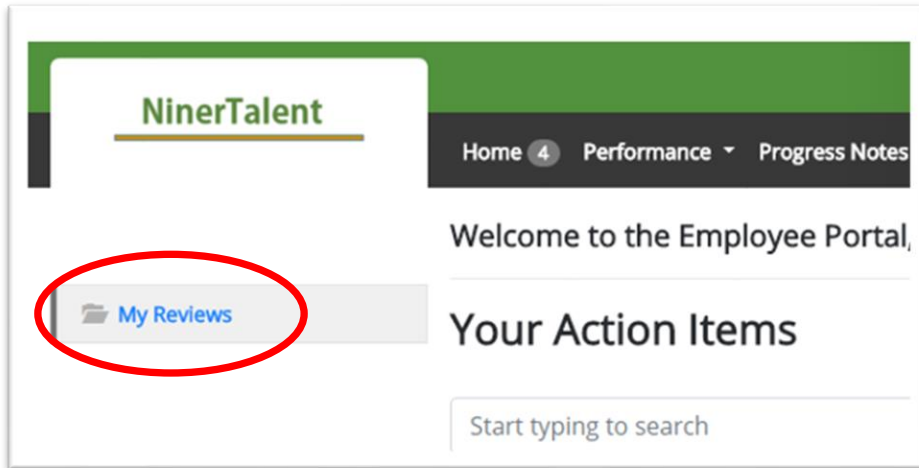 NinerTalent
Home 4 Performance Progress Notes
Welcome to the Employee Portal,
My Reviews
Your Action Items
Start typing to search